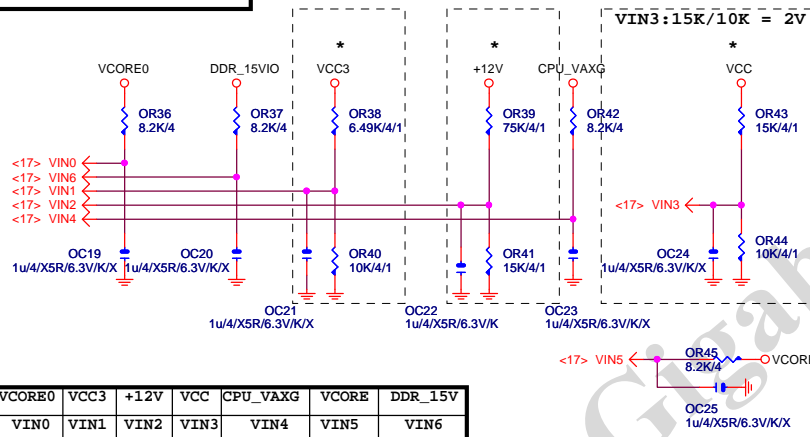 VIN3:15K/10K = 2V
* * *
VCORE0 DDR_15VIO VCC3 +12V CPU_VAXG VCC
OR36 8.2K/4
OR37 8.2K/4
OR38 6.49K/4/1
OR39 75K/4/1
OR42 8.2K/4
OR43 15K/4/1
<17> VIN0
<17> VIN6
<17> VIN1
<17> VIN2
<17> VIN4
<17> VIN3
OC19 1u/4/X5R/6.3V/K/X
OC20 1u/4/X5R/6.3V/K/X
OR40 10K/4/1
OR41 15K/4/1
OC24 1u/4/X5R/6.3V/K/X
OR44 10K/4/1
OC21 1u/4/X5R/6.3V/K/X
OC22 1u/4/X5R/6.3V/K
OC23 1u/4/X5R/6.3V/K/X
<17> VIN5
OR45 8.2K/4
VCORE
OC25 1u/4/X5R/6.3V/K/X
VCORE0 VCC3 +12V VCC CPU_VAXG VCORE DDR_15V
VIN0 VIN1 VIN2 VIN3 VIN4 VIN5 VIN6
Gigab